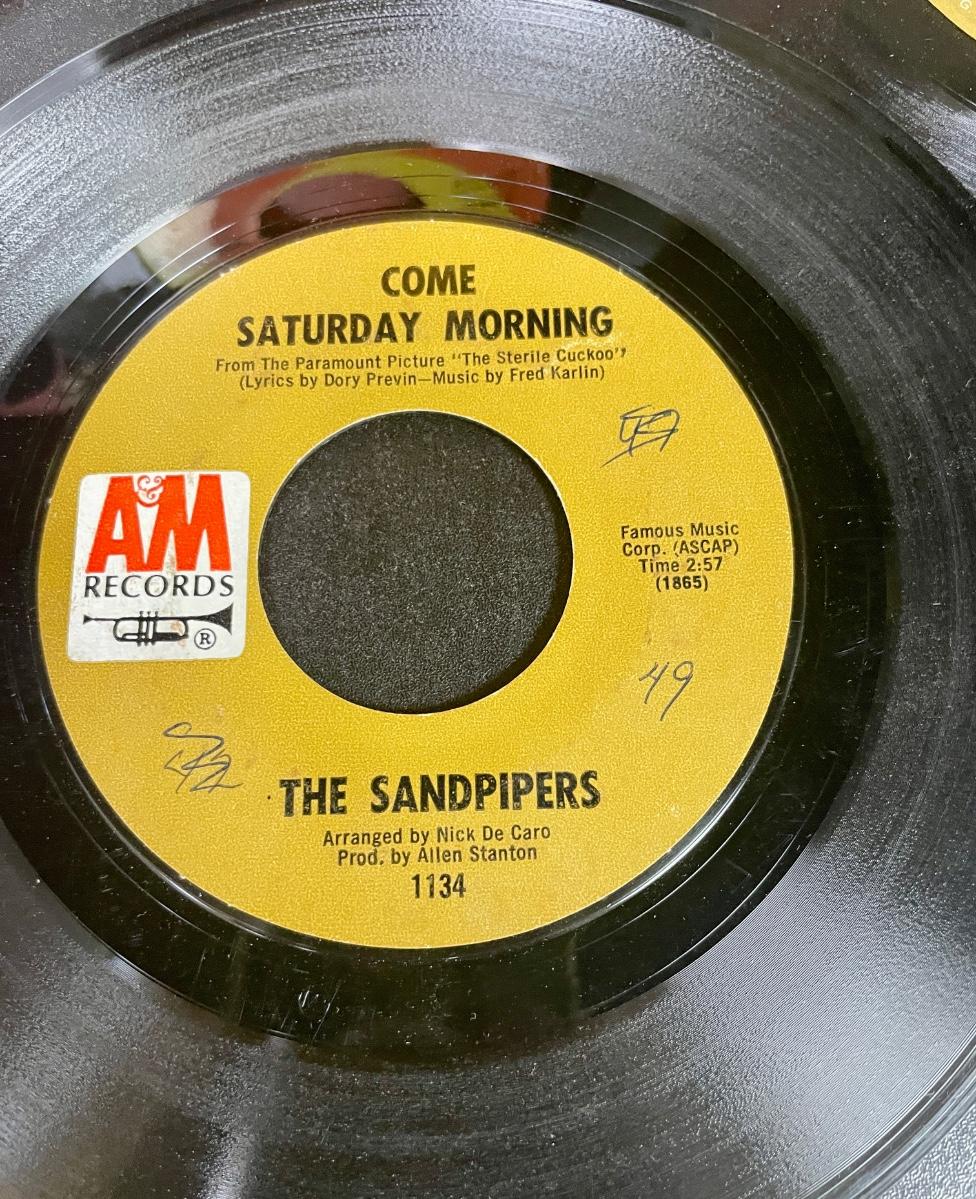 COME
SATURDAY MORNING
From The Paramount Picture "The Sterile Cuckoo"
(Lyrics by Dory Previn—Music by Fred Karlin)
A&M
RECORDS
®
Famous Music
Corp. (ASCAP)
Time 2:57
(1865)
49
THE SANDPIPERS
Arranged by Nick De Caro
Prod. by Allen Stanton
1134